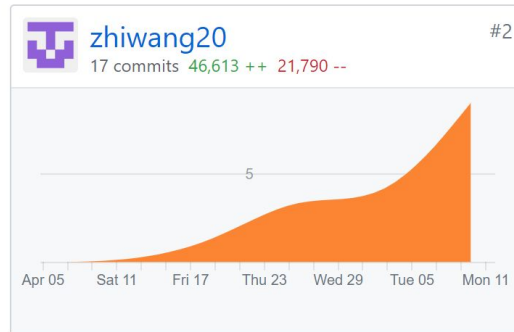 zhiwang20 #2
17 commits 46,613 ++ 21,790 --
5
Apr 05 Sat 11 Fri 17 Thu 23 Wed 29 Tue 05 Mon 11